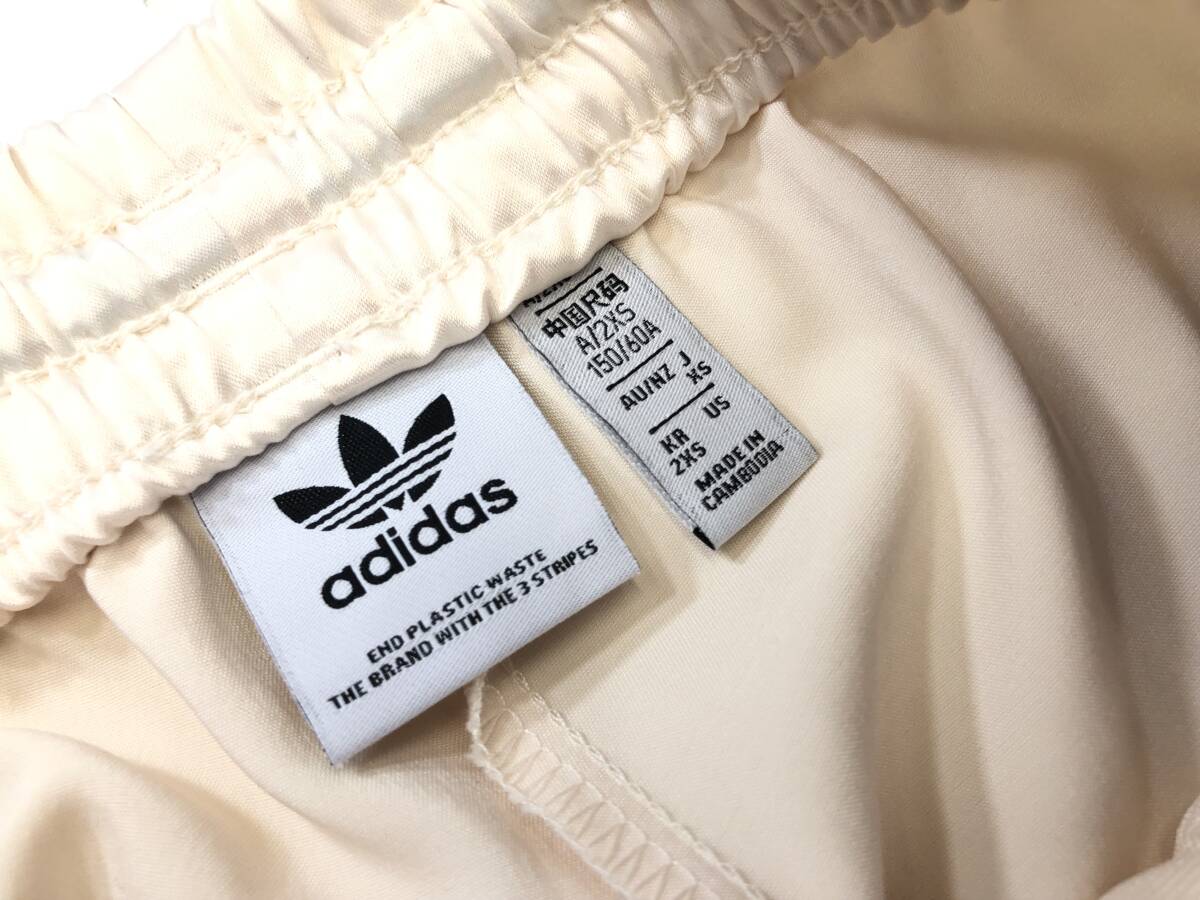 adidas
END PLASTIC WASTE
THE BRAND WITH THE 3 STRIPES
中国尺码
A/2XS
150/60A
AU/NZ J
XS
KR US
2XS
MADE IN
CAMBODIA